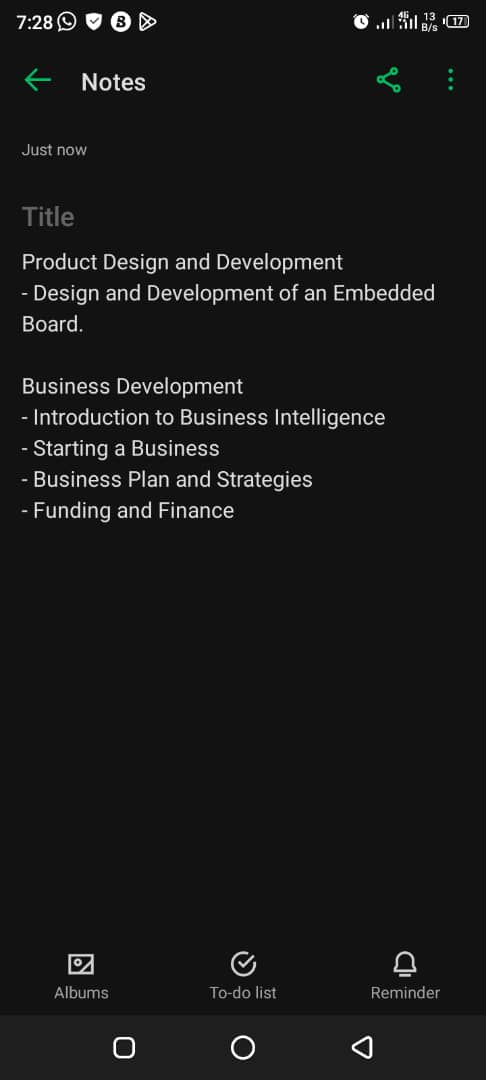 7:28
4G
13
B/s
17
Notes
Just now
Title
Product Design and Development
- Design and Development of an Embedded
Board.
Business Development
- Introduction to Business Intelligence
- Starting a Business
- Business Plan and Strategies
- Funding and Finance
Albums
To-do list
Reminder